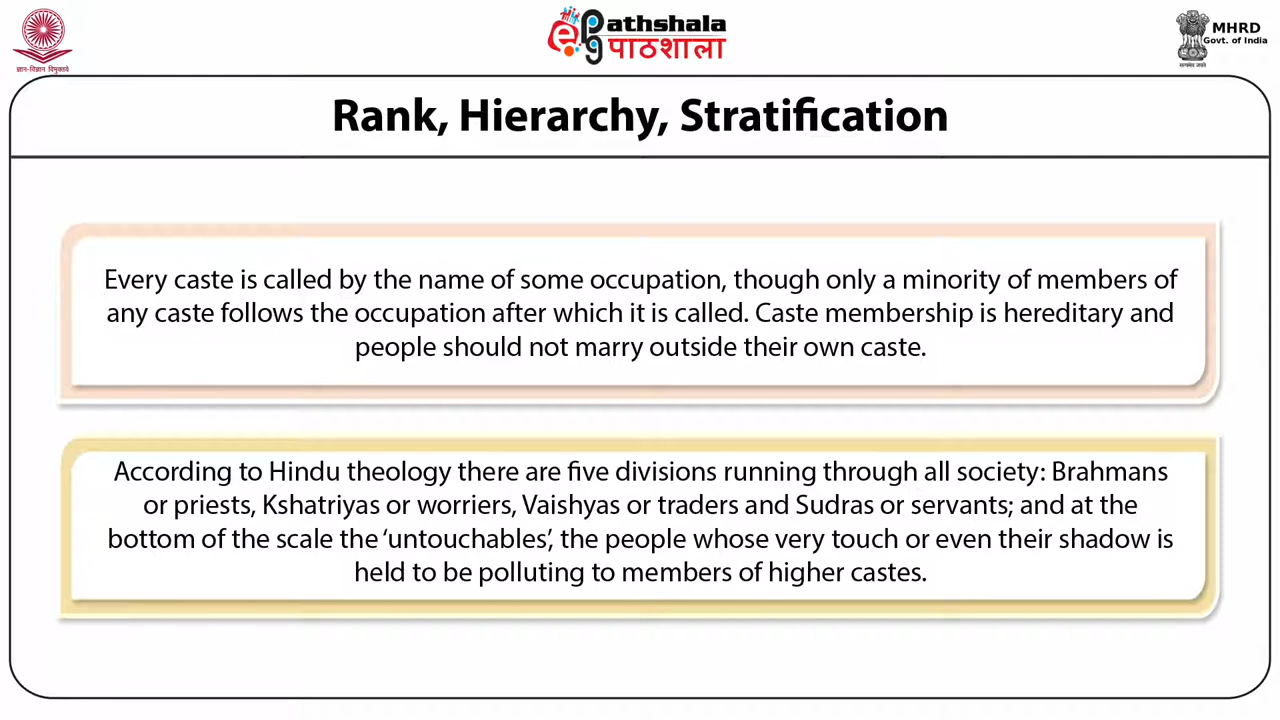 ज्ञान-विज्ञान विमुक्तये
ePathshala
पाठशाला
सत्यमेव जयते
MHRD
Govt. of India
Rank, Hierarchy, Stratification
Every caste is called by the name of some occupation, though only a minority of members of
any caste follows the occupation after which it is called. Caste membership is hereditary and
people should not marry outside their own caste.
According to Hindu theology there are five divisions running through all society: Brahmans
or priests, Kshatriyas or worriers, Vaishyas or traders and Sudras or servants; and at the
bottom of the scale the ‘untouchables’, the people whose very touch or even their shadow is
held to be polluting to members of higher castes.